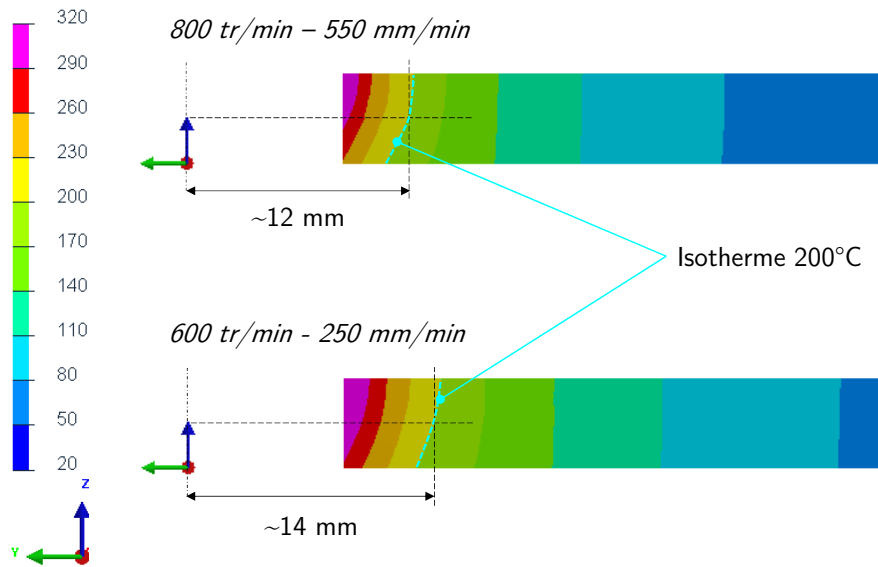 320
290
260
230
200
170
140
110
80
50
20
Z
Y
800 tr/min – 550 mm/min
~12 mm
Isotherme 200°C
600 tr/min - 250 mm/min
~14 mm